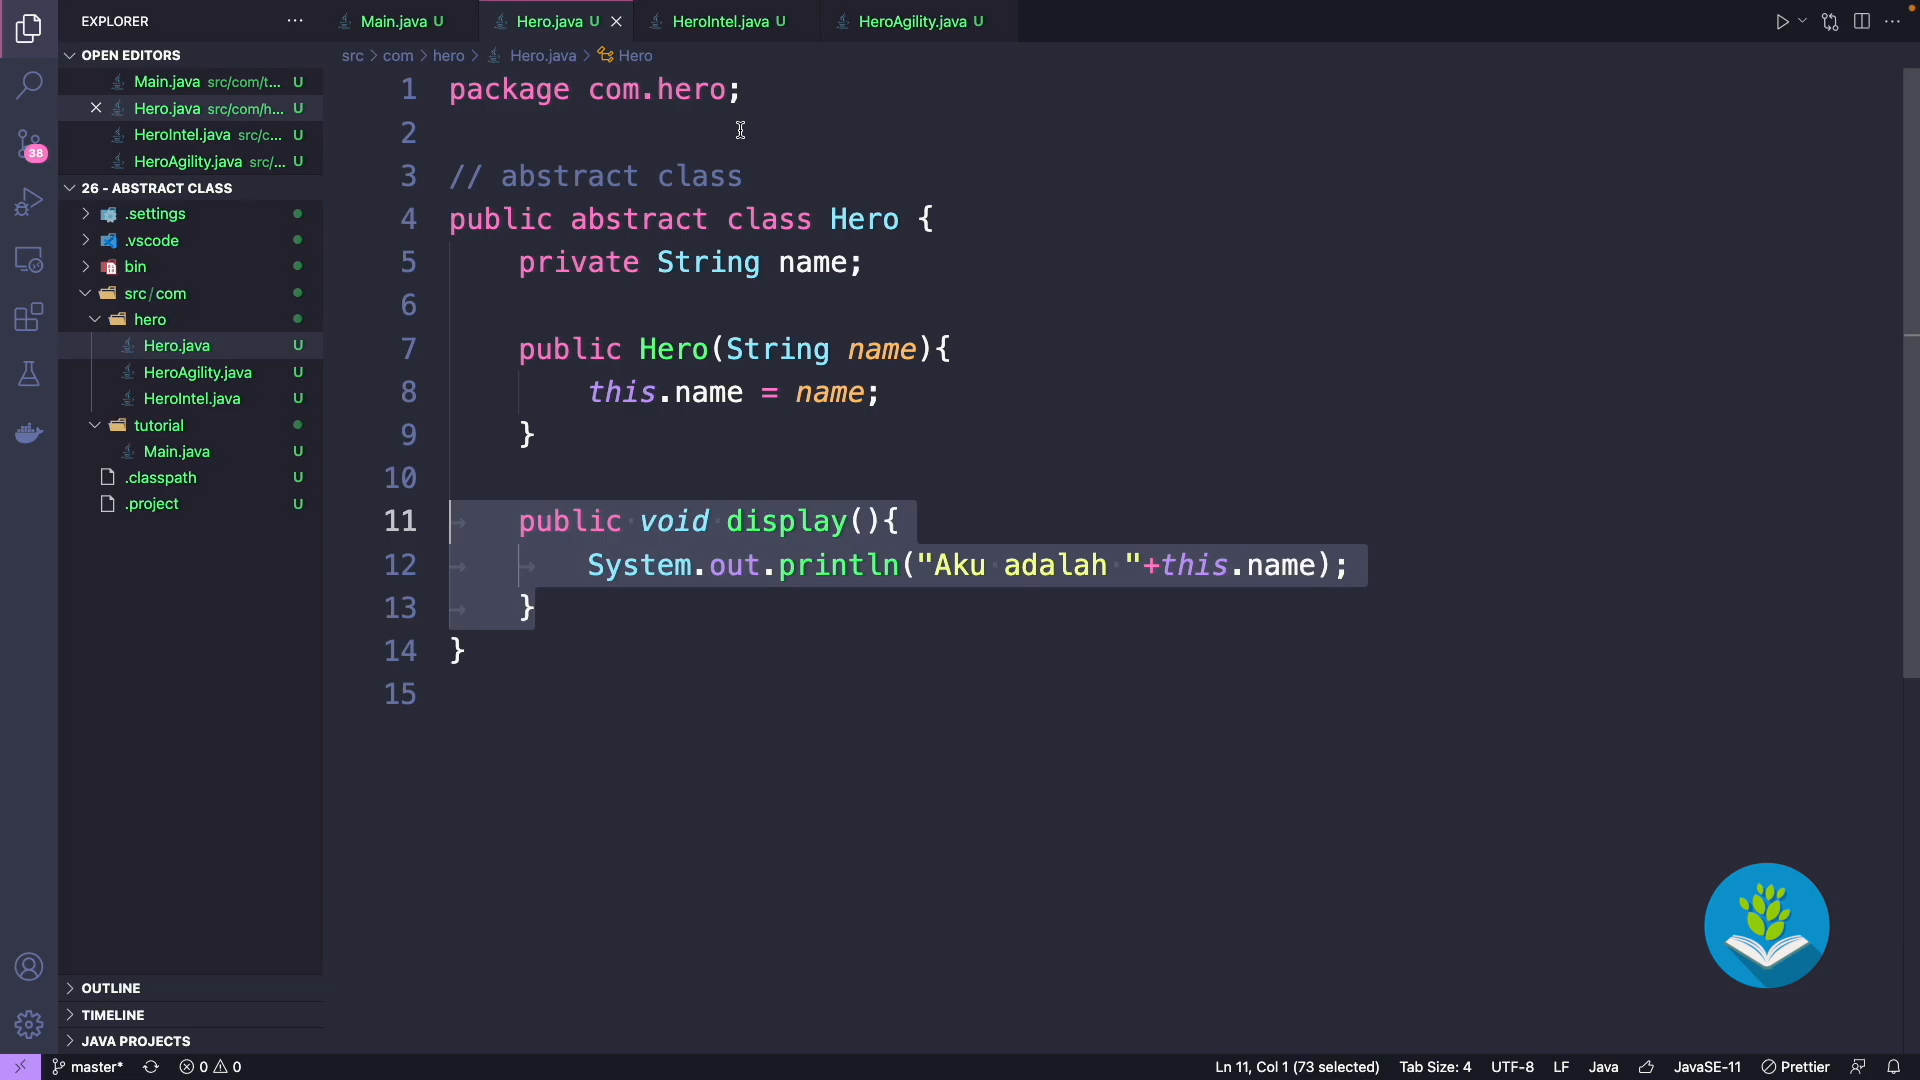 EXPLORER
OPEN EDITORS
Main.java src/com/t... U
Hero.java src/com/h... U
HeroIntel.java src/c... U
HeroAgility.java src/... U
26 - ABSTRACT CLASS
.settings
.vscode
bin
src/com
hero
Hero.java U
HeroAgility.java U
HeroIntel.java U
tutorial
Main.java U
.classpath U
.project U
OUTLINE
TIMELINE
JAVA PROJECTS
38
Main.java U
Hero.java U
HeroIntel.java U
HeroAgility.java U
src > com > hero > Hero.java > Hero
1 package com.hero;
2
3 // abstract class
4 public abstract class Hero {
5 private String name;
6
7 public Hero(String name){
8 this.name = name;
9 }
10
11 public void display(){
12 System.out.println("Aku adalah "+this.name);
13 }
14 }
15
master* 0 0 Ln 11, Col 1 (73 selected) Tab Size: 4 UTF-8 LF Java JavaSE-11 Prettier